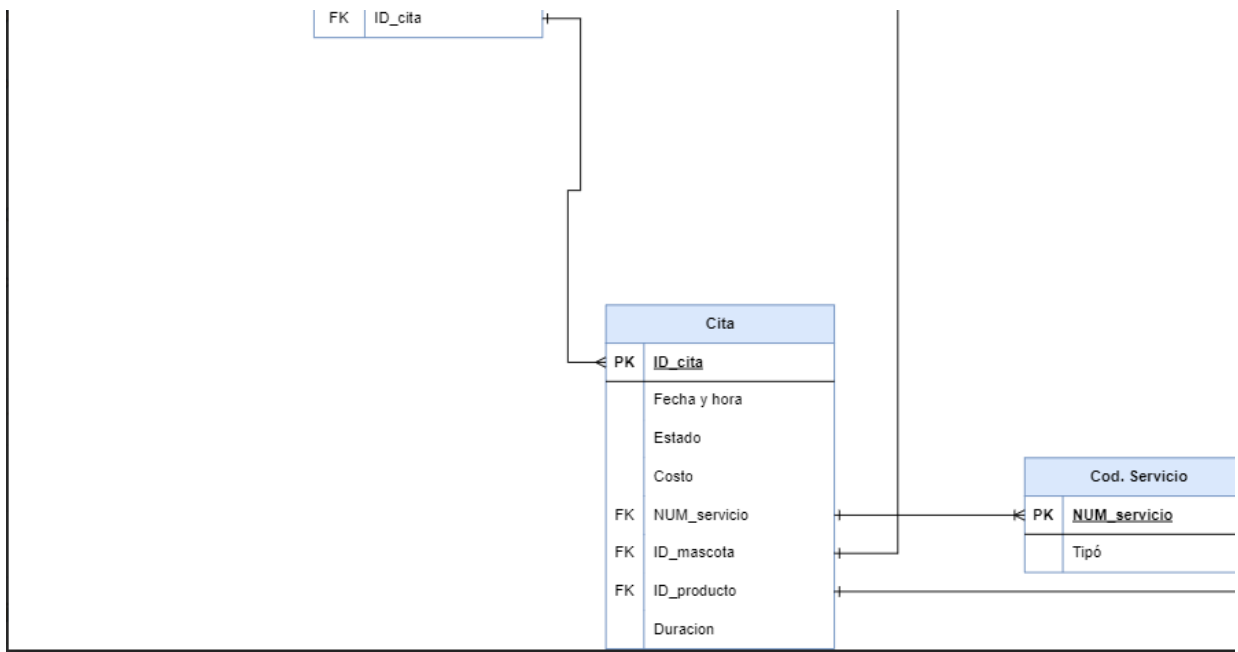 FK ID_cita
Cita
PK ID_cita
Fecha y hora
Estado
Costo
FK NUM_servicio
FK ID_mascota
FK ID_producto
Duracion
Cod. Servicio
PK NUM_servicio
Tipó